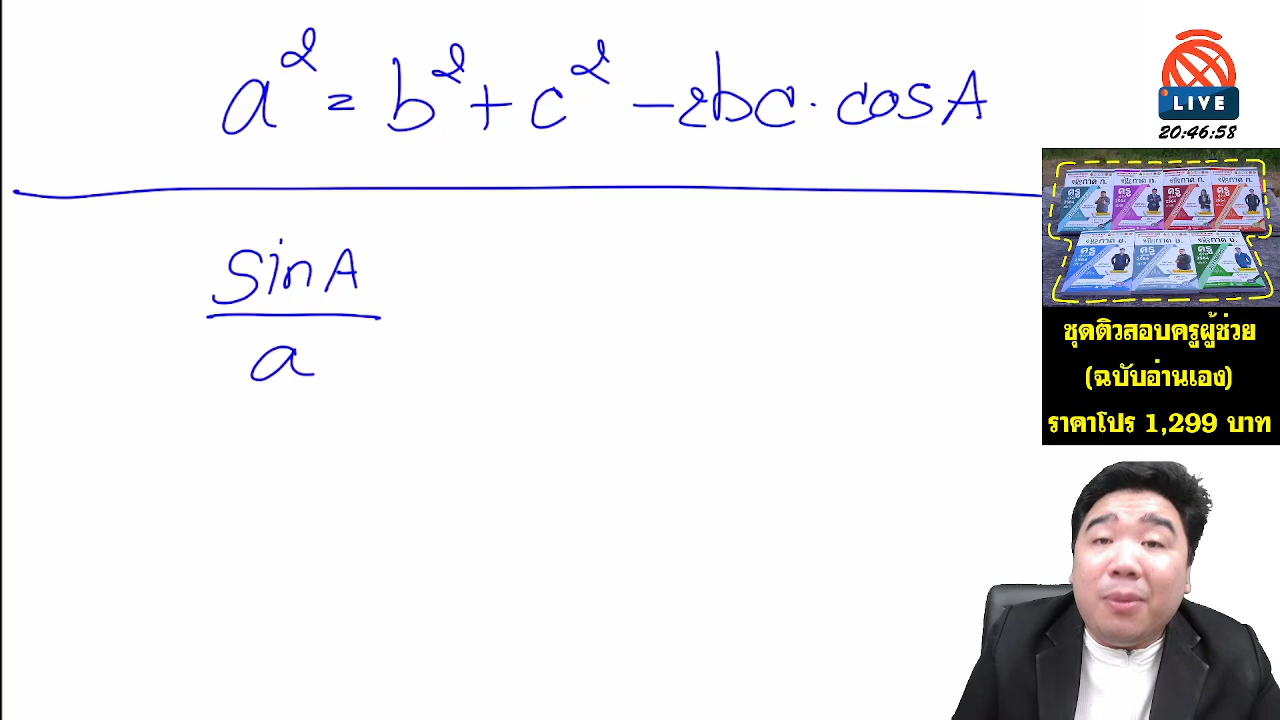 a² = b² + c² - 2bc · cosA
sinA
a
LIVE
20:46:58
ชุดติวสอบครูผู้ช่วย
(ฉบับอ่านเอง)
ราคาโปร 1,299 บาท